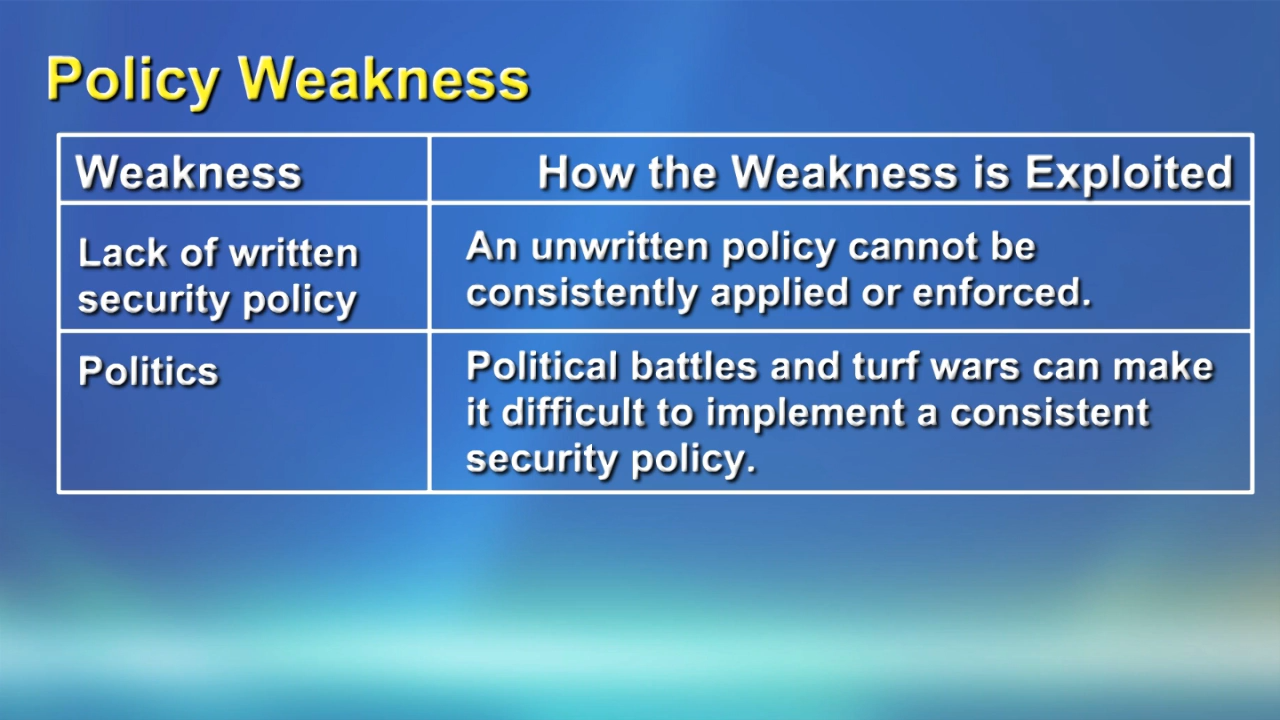 Policy Weakness
Weakness
How the Weakness is Exploited
Lack of written
security policy
An unwritten policy cannot be
consistently applied or enforced.
Politics
Political battles and turf wars can make
it difficult to implement a consistent
security policy.